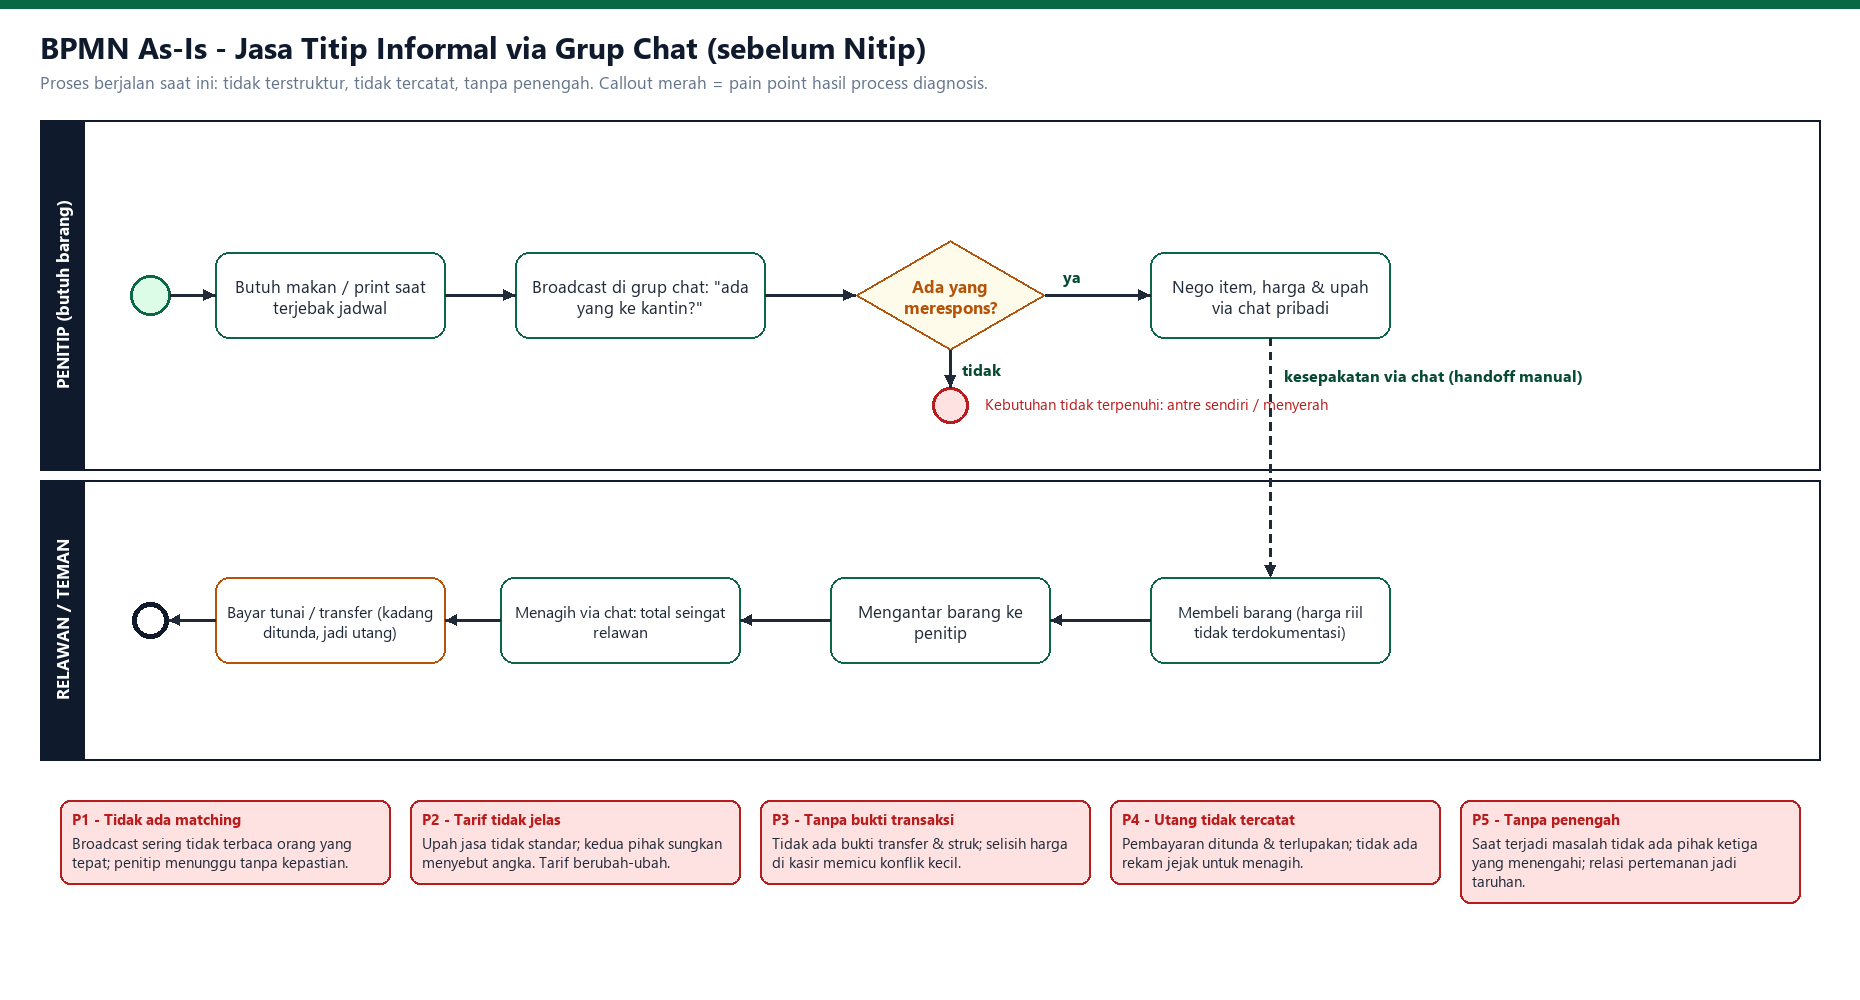 BPMN As-Is - Jasa Titip Informal via Grup Chat (sebelum Nitip)
Proses berjalan saat ini: tidak terstruktur, tidak tercatat, tanpa penengah. Callout merah = pain point hasil process diagnosis.
PENITIP (butuh barang)
Butuh makan / print saat
terjebak jadwal
Broadcast di grup chat: "ada
yang ke kantin?"
Ada yang
merespons?
ya
Nego item, harga & upah
via chat pribadi
tidak
kesepakatan via chat (handoff manual)
Kebutuhan tidak terpenuhi: antre sendiri / menyerah
RELAWAN / TEMAN
Bayar tunai / transfer (kadang
ditunda, jadi utang)
Menagih via chat: total seingat
relawan
Mengantar barang ke
penitip
Membeli barang (harga riil
tidak terdokumentasi)
P1 - Tidak ada matching
Broadcast sering tidak terbaca orang yang
tepat; penitip menunggu tanpa kepastian.
P2 - Tarif tidak jelas
Upah jasa tidak standar; kedua pihak sungkan
menyebut angka. Tarif berubah-ubah.
P3 - Tanpa bukti transaksi
Tidak ada bukti transfer & struk; selisih harga
di kasir memicu konflik kecil.
P4 - Utang tidak tercatat
Pembayaran ditunda & terlupakan; tidak ada
rekam jejak untuk menagih.
P5 - Tanpa penengah
Saat terjadi masalah tidak ada pihak ketiga
yang menengahi; relasi pertemanan jadi
taruhan.